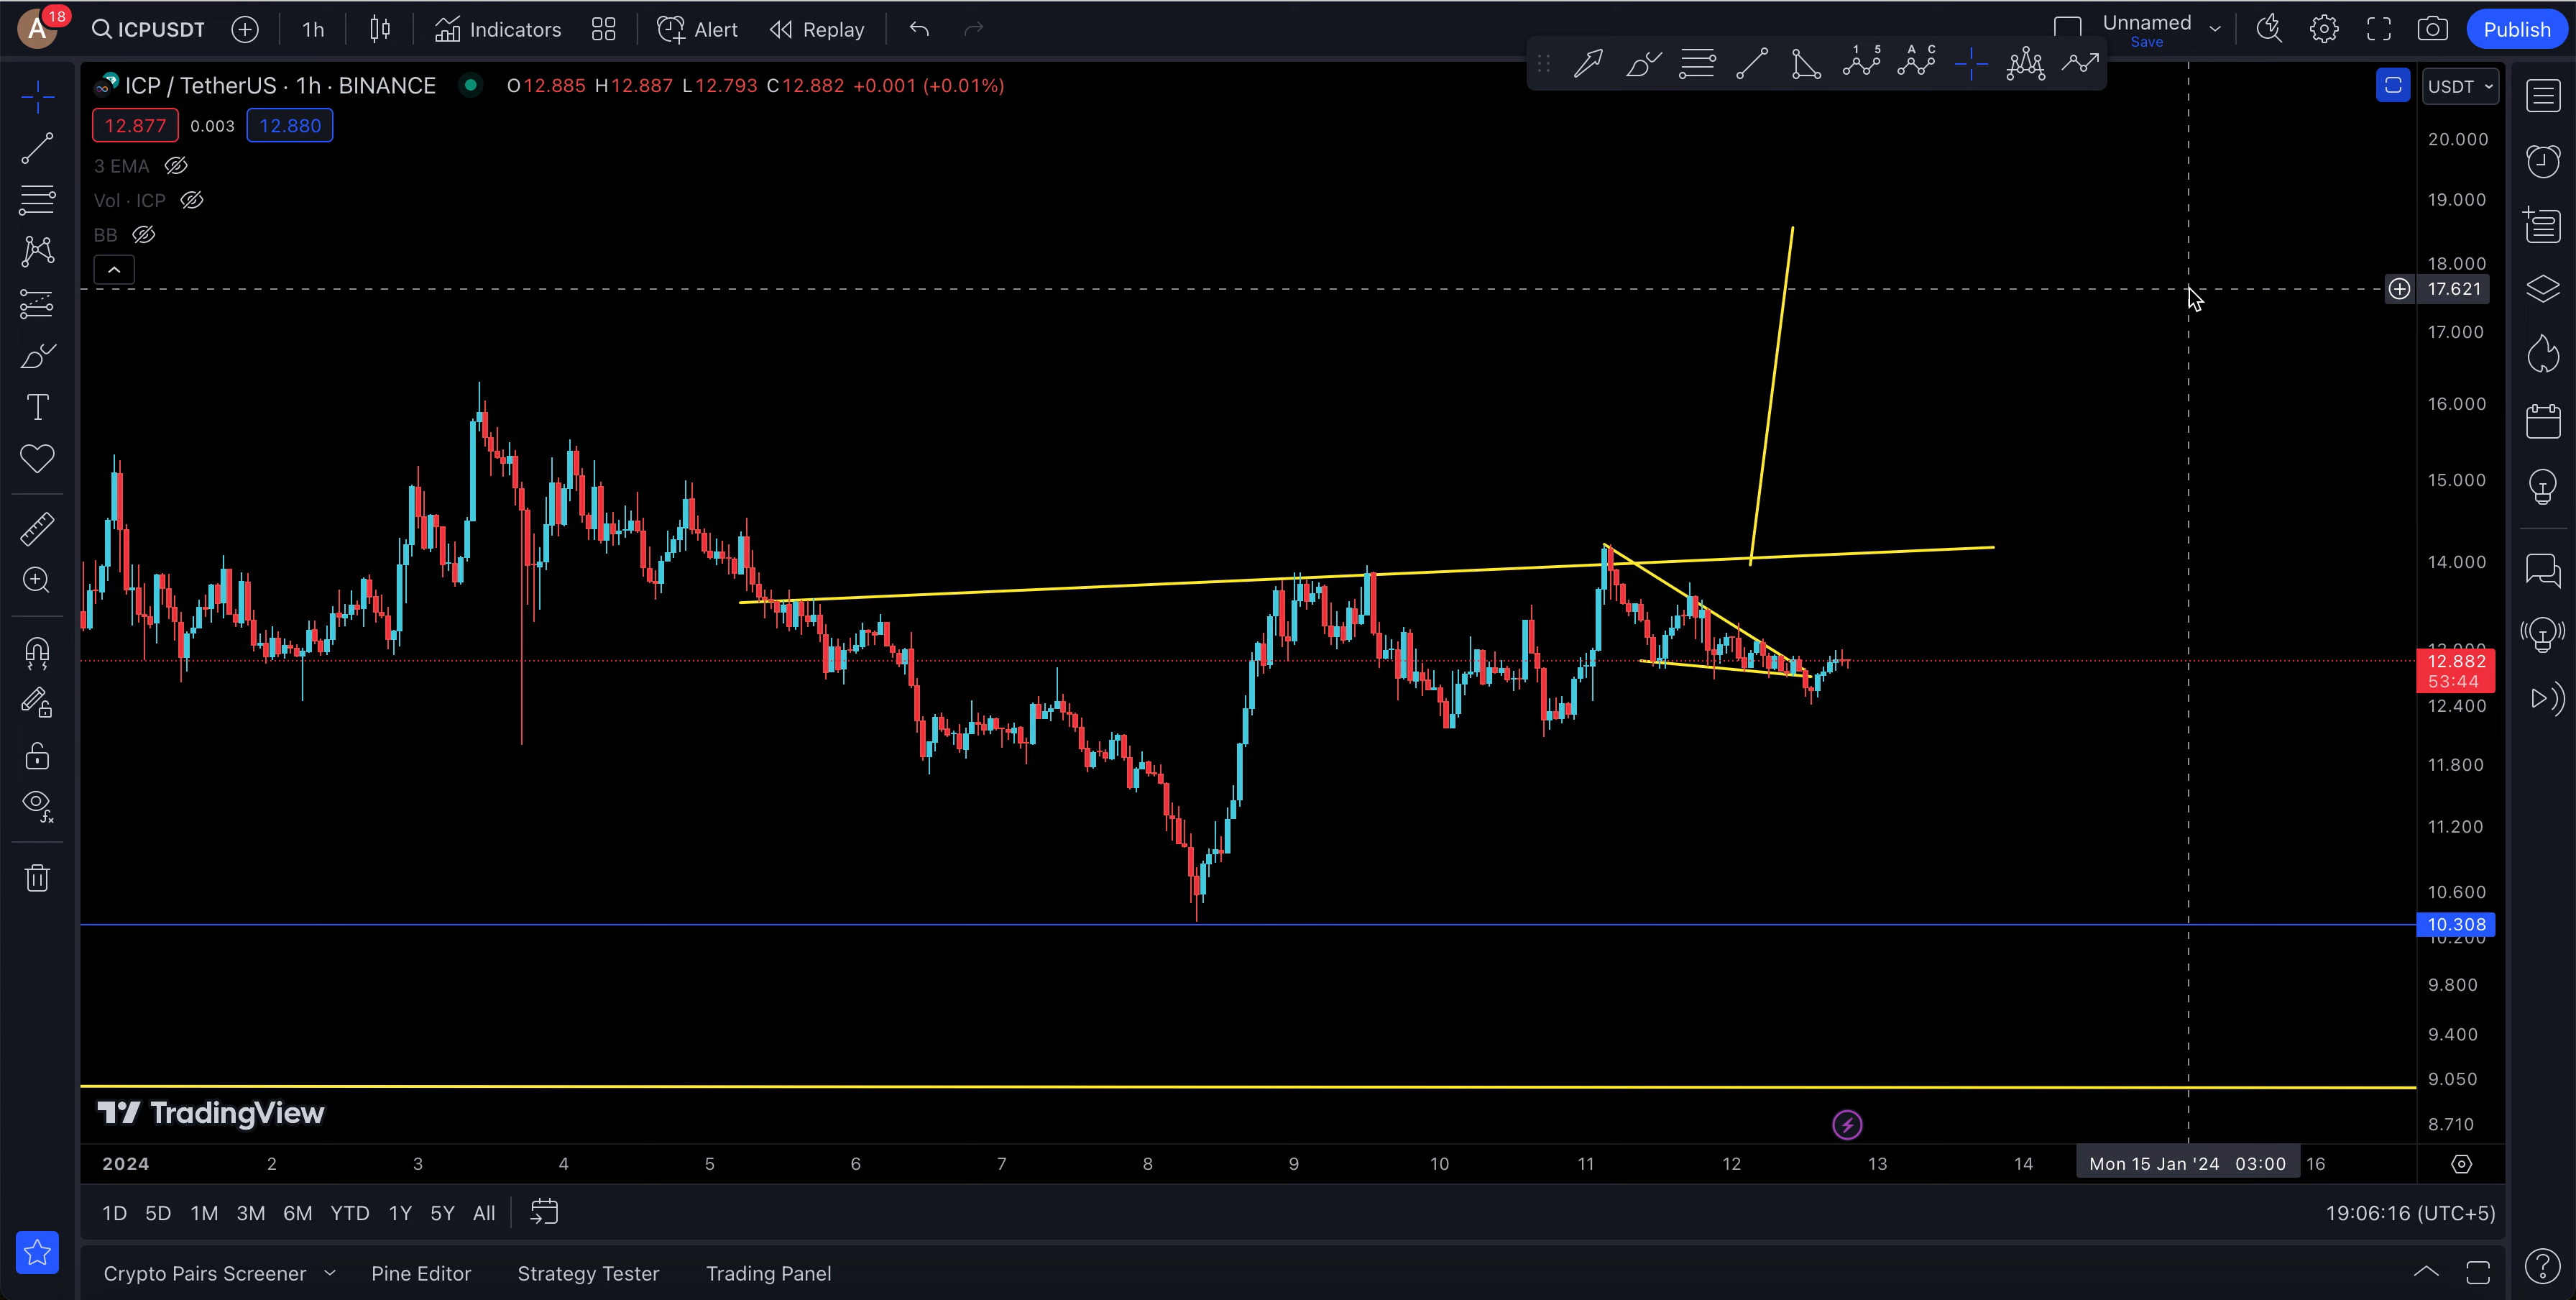 A 18 ICPUSDT 1h Indicators Alert Replay Unnamed Publish
Save
1 5 A C
ICP / TetherUS · 1h · BINANCE O12.885 H12.887 L12.793 C12.882 +0.001 (+0.01%) USDT
12.877 0.003 12.880
3 EMA
Vol · ICP
BB
20.000
19.000
18.000
17.621
17.000
16.000
15.000
14.000
12.882
53:44
12.400
11.800
11.200
10.600
10.308
9.800
9.400
9.050
8.710
TradingView
2024 2 3 4 5 6 7 8 9 10 11 12 13 14 Mon 15 Jan '24 03:00 16
1D 5D 1M 3M 6M YTD 1Y 5Y All 19:06:16 (UTC+5)
Crypto Pairs Screener Pine Editor Strategy Tester Trading Panel